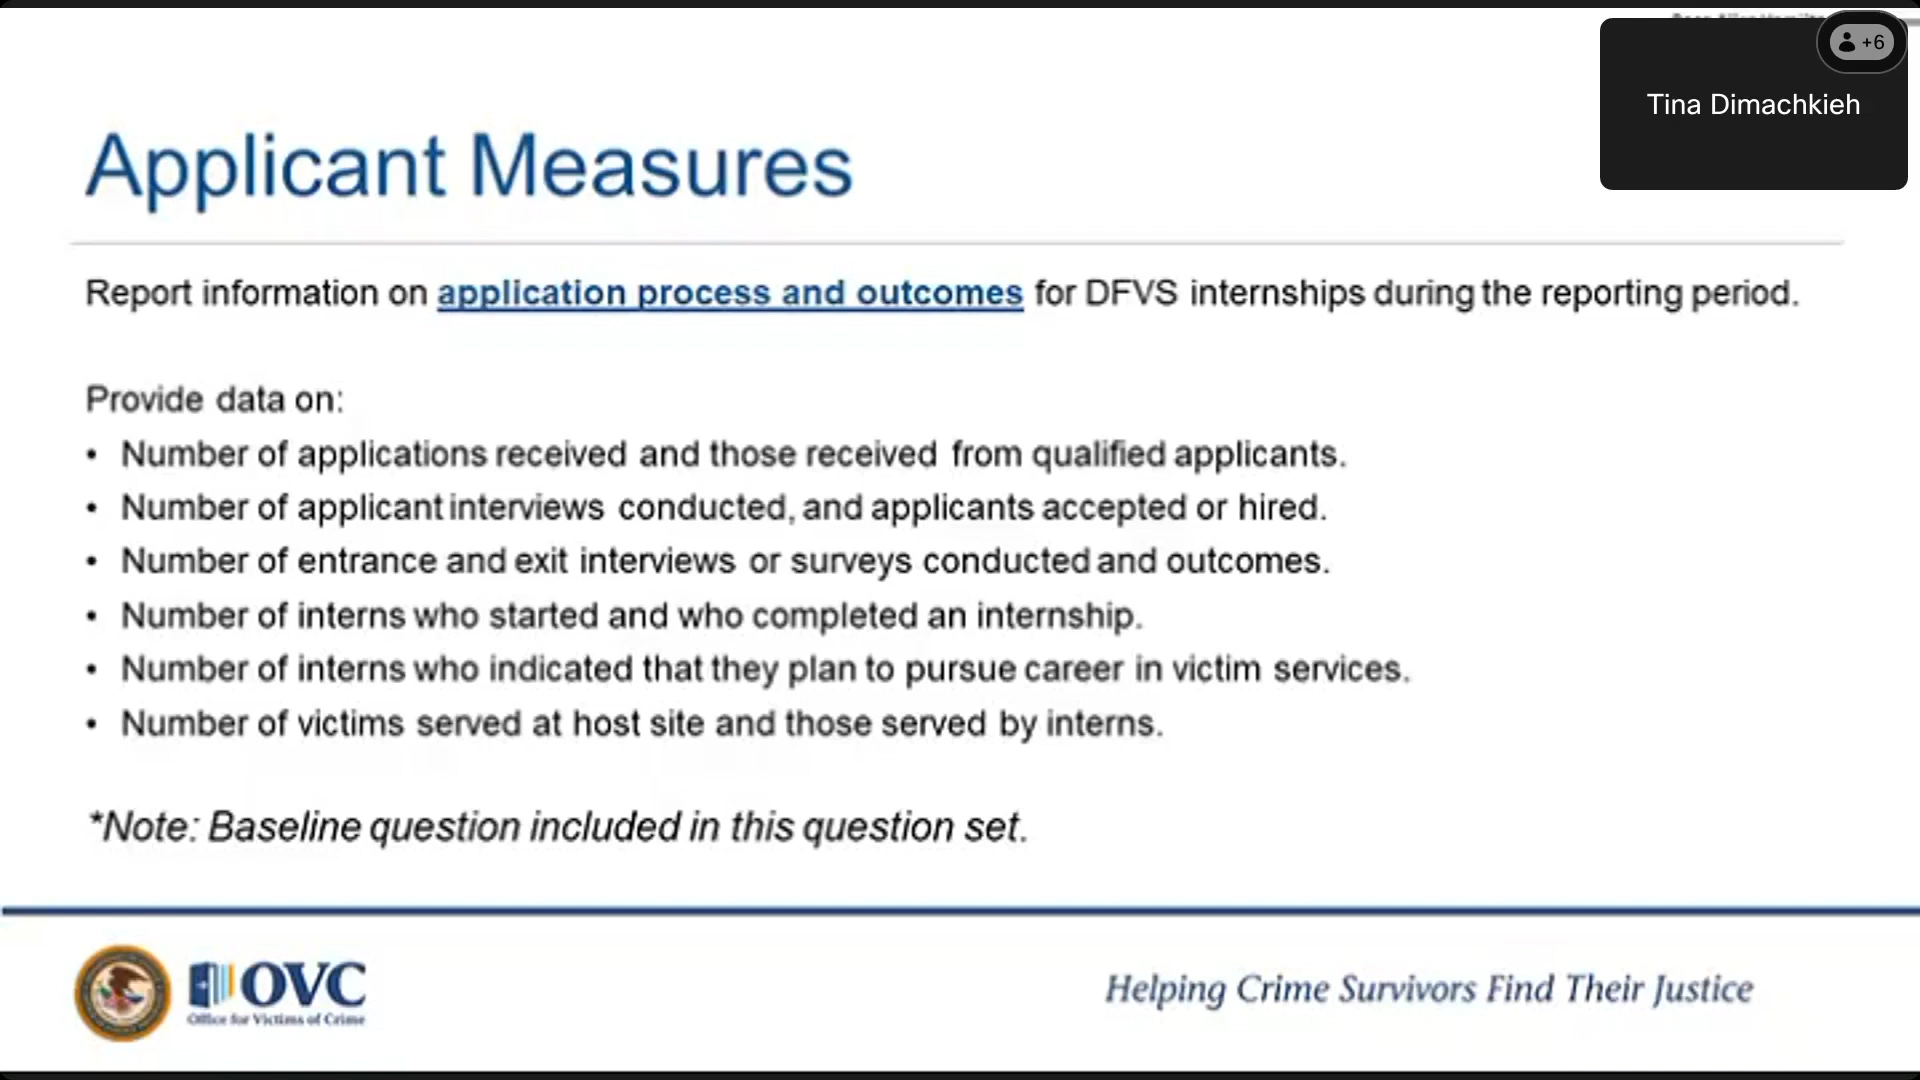 +6
Tina Dimachkieh
Applicant Measures
Report information on application process and outcomes for DFVS internships during the reporting period.
Provide data on:
• Number of applications received and those received from qualified applicants.
• Number of applicant interviews conducted, and applicants accepted or hired.
• Number of entrance and exit interviews or surveys conducted and outcomes.
• Number of interns who started and who completed an internship.
• Number of interns who indicated that they plan to pursue career in victim services.
• Number of victims served at host site and those served by interns.
*Note: Baseline question included in this question set.
OVC
Office for Victims of Crime
Helping Crime Survivors Find Their Justice